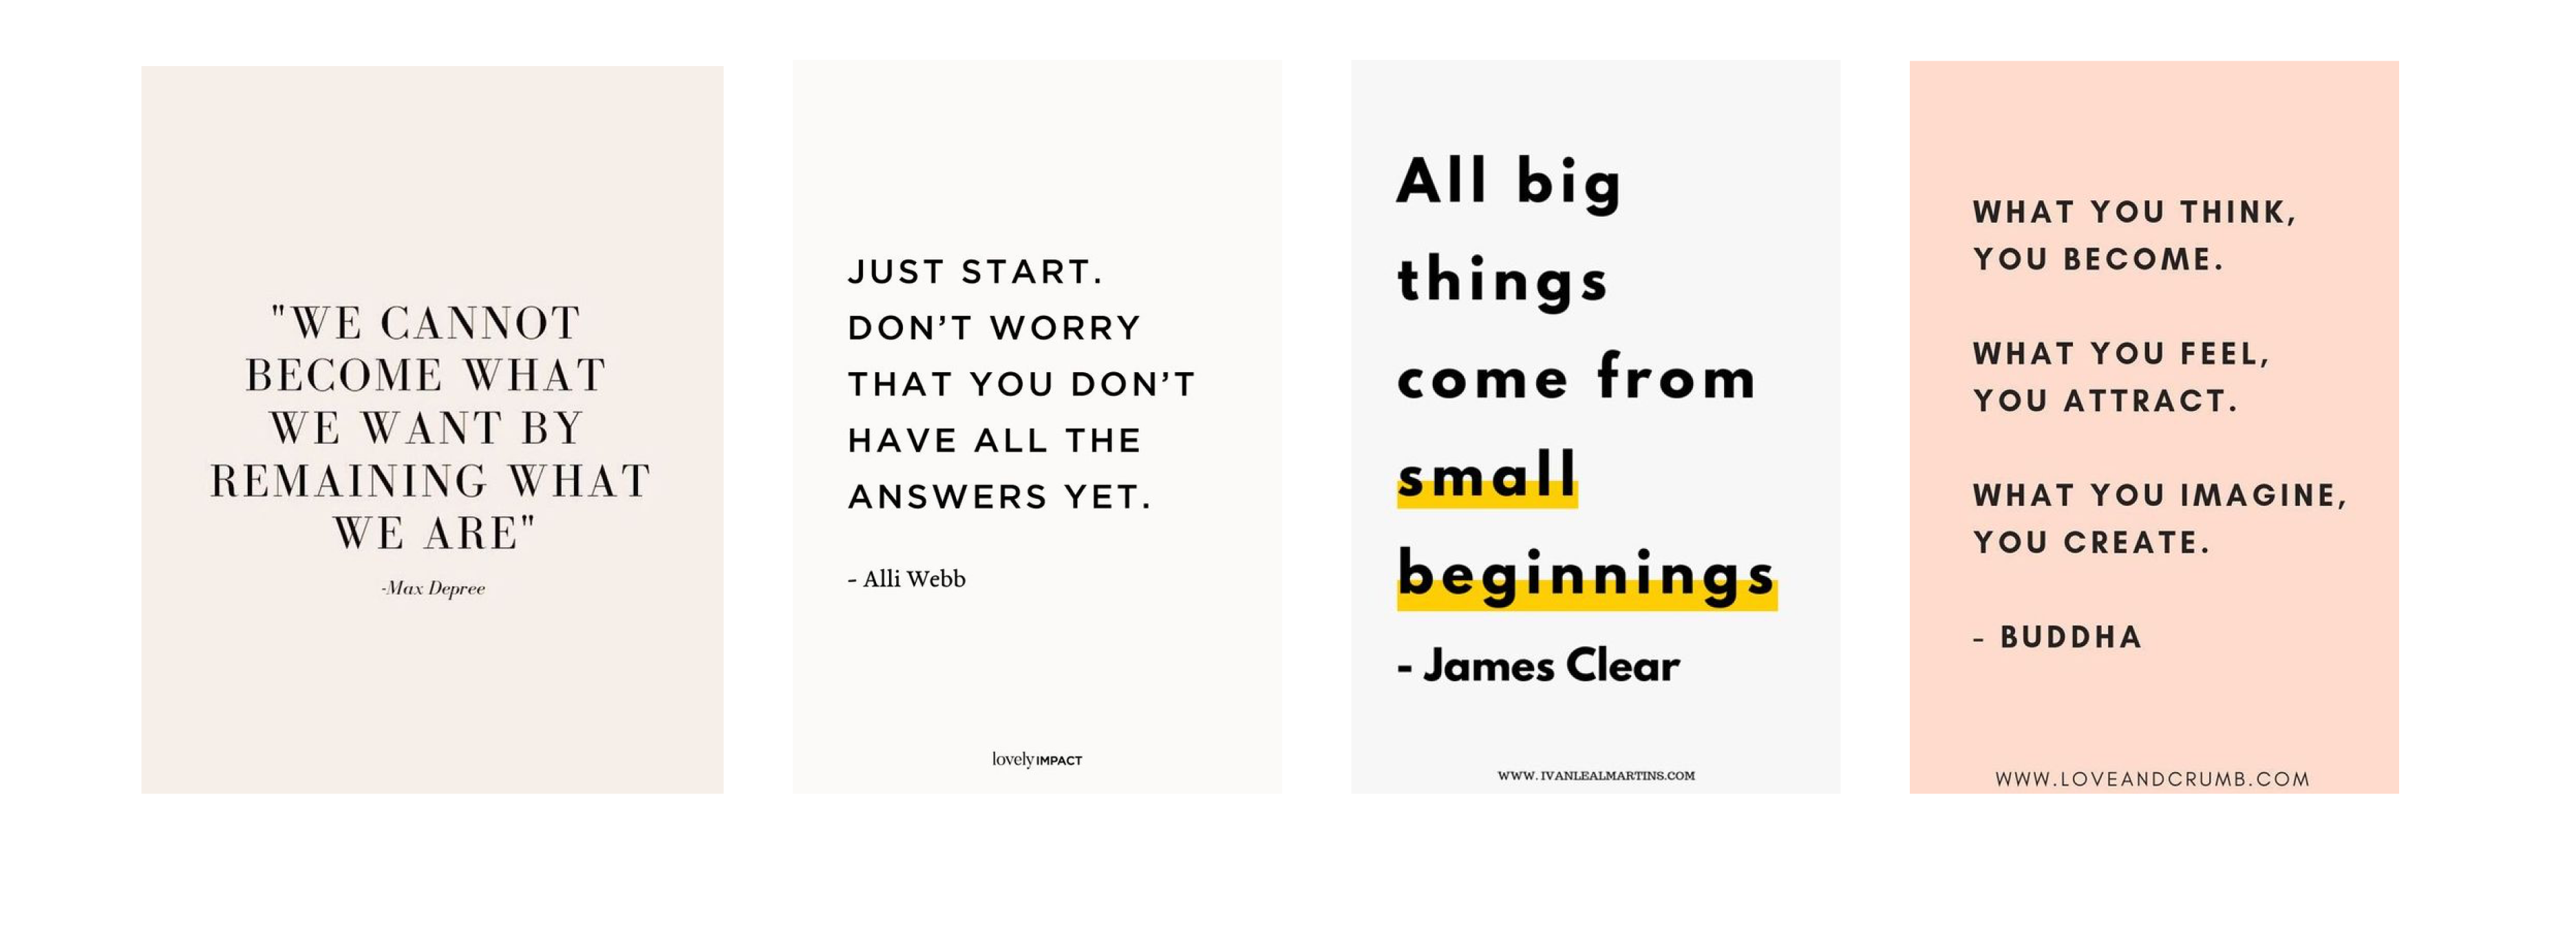 "WE CANNOT
BECOME WHAT
WE WANT BY
REMAINING WHAT
WE ARE"
-Max Depree
JUST START.
DON’T WORRY
THAT YOU DON’T
HAVE ALL THE
ANSWERS YET.
- Alli Webb
lovely IMPACT
All big
things
come from
small
beginnings
- James Clear
WWW.IVANLEALMARTINS.COM
WHAT YOU THINK,
YOU BECOME.
WHAT YOU FEEL,
YOU ATTRACT.
WHAT YOU IMAGINE,
YOU CREATE.
- BUDDHA
WWW.LOVEANDCRUMB.COM